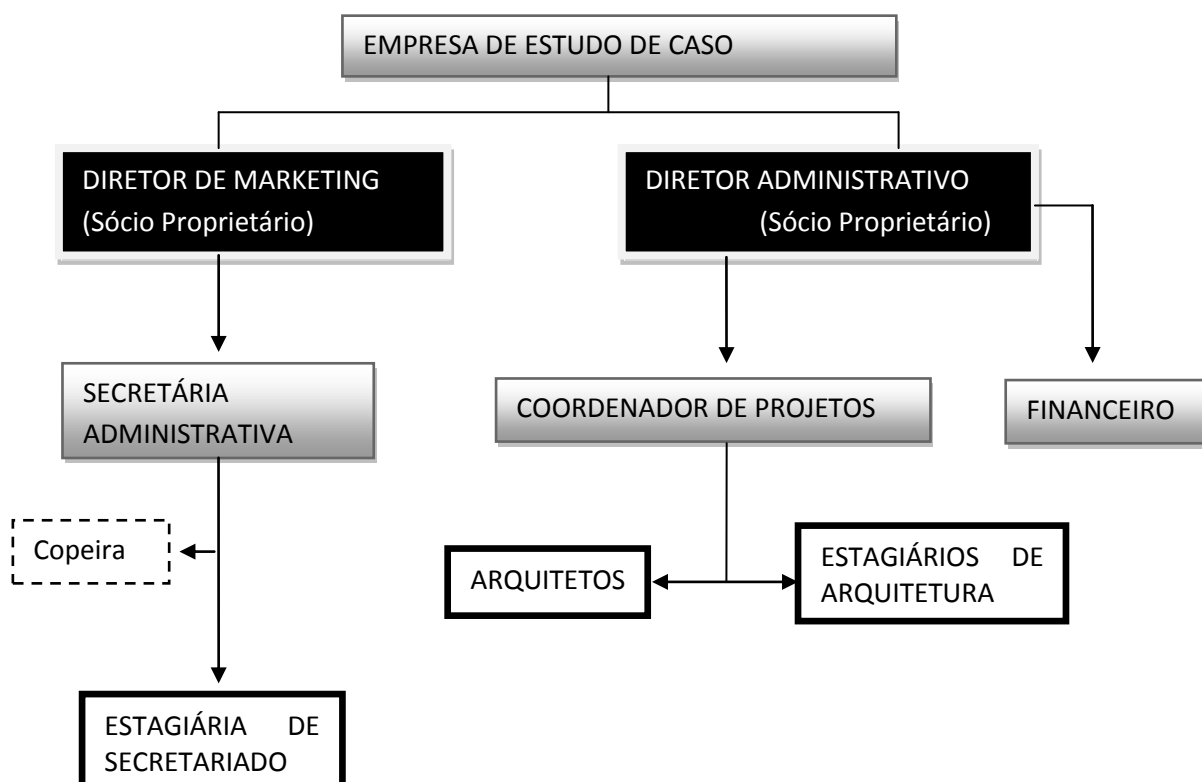 EMPRESA DE ESTUDO DE CASO
DIRETOR DE MARKETING
(Sócio Proprietário)
DIRETOR ADMINISTRATIVO
(Sócio Proprietário)
SECRETÁRIA
ADMINISTRATIVA
COORDENADOR DE PROJETOS
FINANCEIRO
Copeira
ARQUITETOS
ESTAGIÁRIOS DE
ARQUITETURA
ESTAGIÁRIA DE
SECRETARIADO